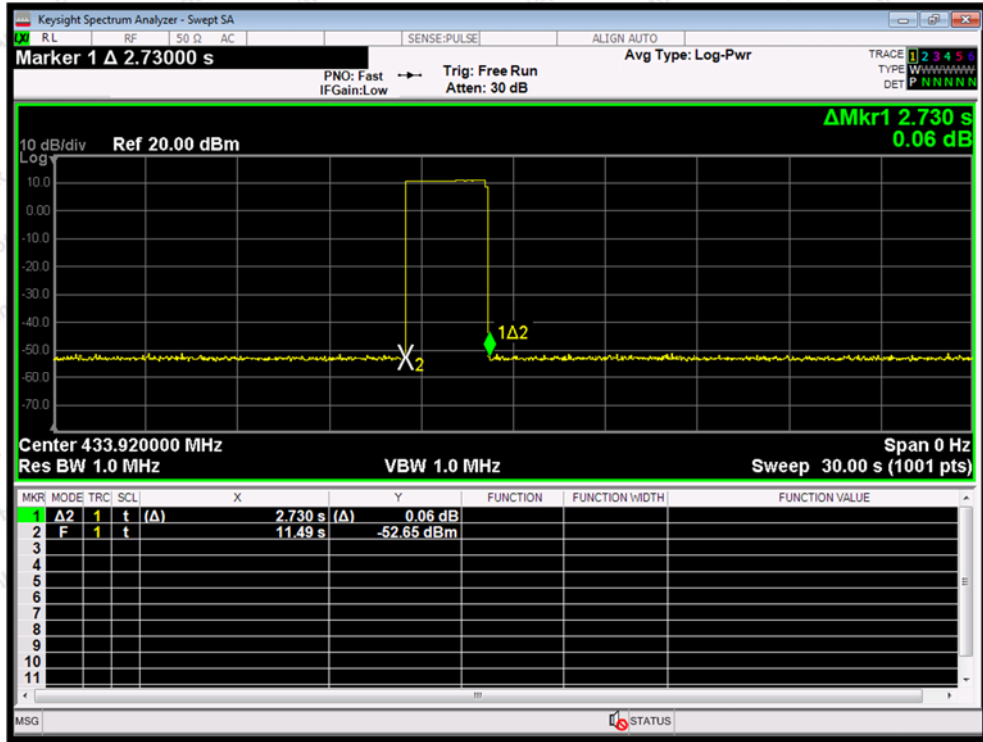 Keysight Spectrum Analyzer - Swept SA
RL RF 50 Ω AC SENSE:PULSE ALIGN AUTO
Marker 1 Δ 2.73000 s
PNO: Fast Trig: Free Run Avg Type: Log-Pwr TRACE 1 2 3 4 5 6
IFGain:Low Atten: 30 dB TYPE W
DET P N N N N N
ΔMkr1 2.730 s
10 dB/div Ref 20.00 dBm 0.06 dB
Log
10.0
0.00
-10.0
-20.0
-30.0
-40.0
1Δ2
-50.0
2
-60.0
-70.0
Center 433.920000 MHz Span 0 Hz
Res BW 1.0 MHz VBW 1.0 MHz Sweep 30.00 s (1001 pts)
MKR MODE TRC SCL X Y FUNCTION FUNCTION WIDTH FUNCTION VALUE
1 Δ2 1 t (Δ) 2.730 s (Δ) 0.06 dB
2 F 1 t 11.49 s -52.65 dBm
3
4
5
6
7
8
9
10
11
MSG STATUS